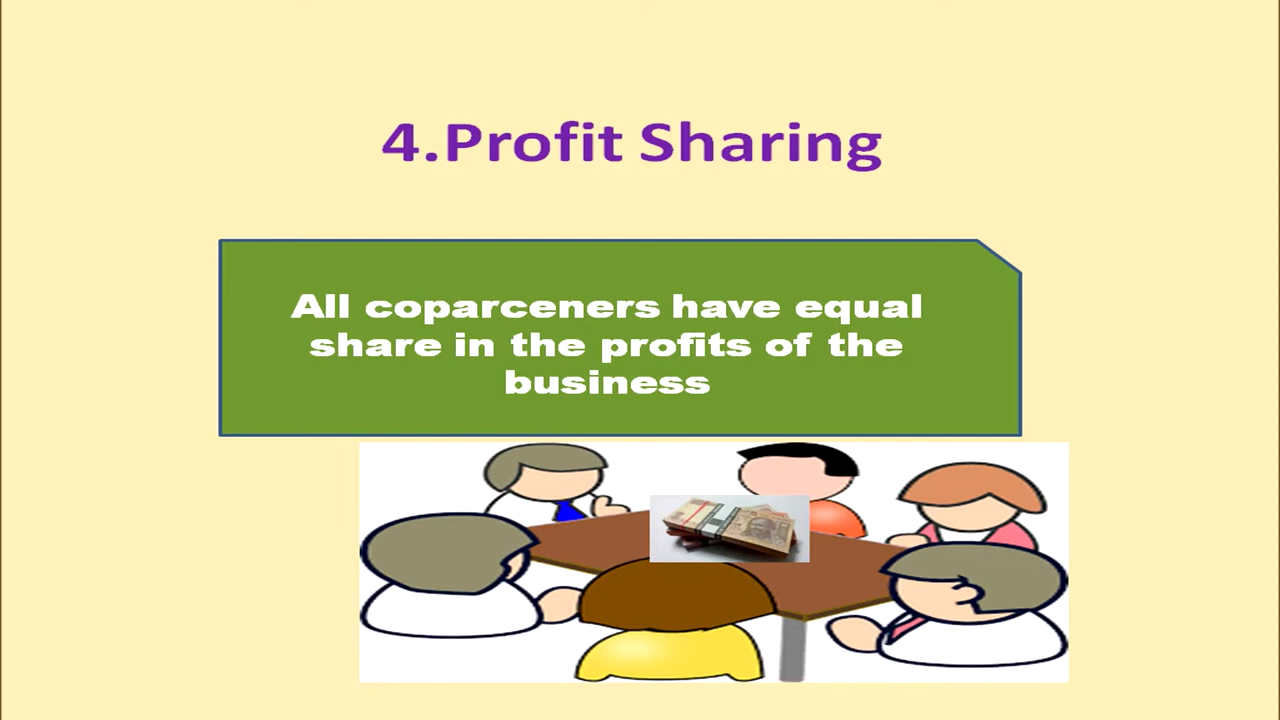 4.Profit Sharing
All coparceners have equal
share in the profits of the
business